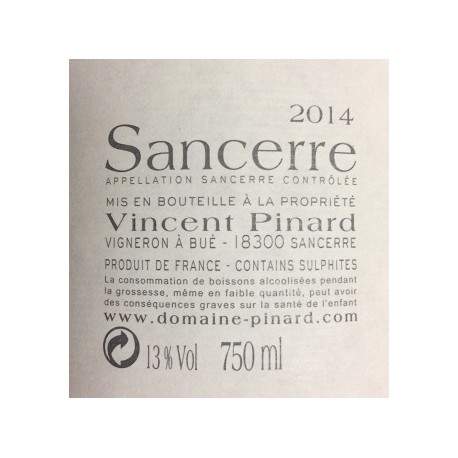 2014
Sancerre
APPELLATION SANCERRE CONTRÔLÉE
MIS EN BOUTEILLE À LA PROPRIÉTÉ
Vincent Pinard
VIGNERON À BUÉ - 18300 SANCERRE
PRODUIT DE FRANCE - CONTAINS SULPHITES
La consommation de boissons alcoolisées pendant
la grossesse, même en faible quantité, peut avoir
des conséquences graves sur la santé de l'enfant
www.domaine-pinard.com
13 % Vol 750 ml